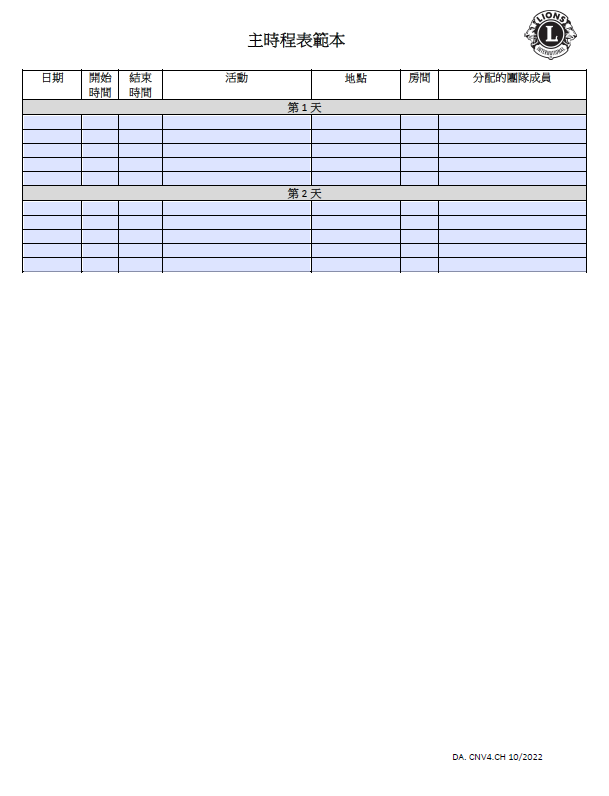 LIONS
L
INTERNATIONAL
主時程表範本
日期 開始時間 結束時間 活動 地點 房間 分配的團隊成員
第 1 天
第 2 天
DA. CNV4.CH 10/2022